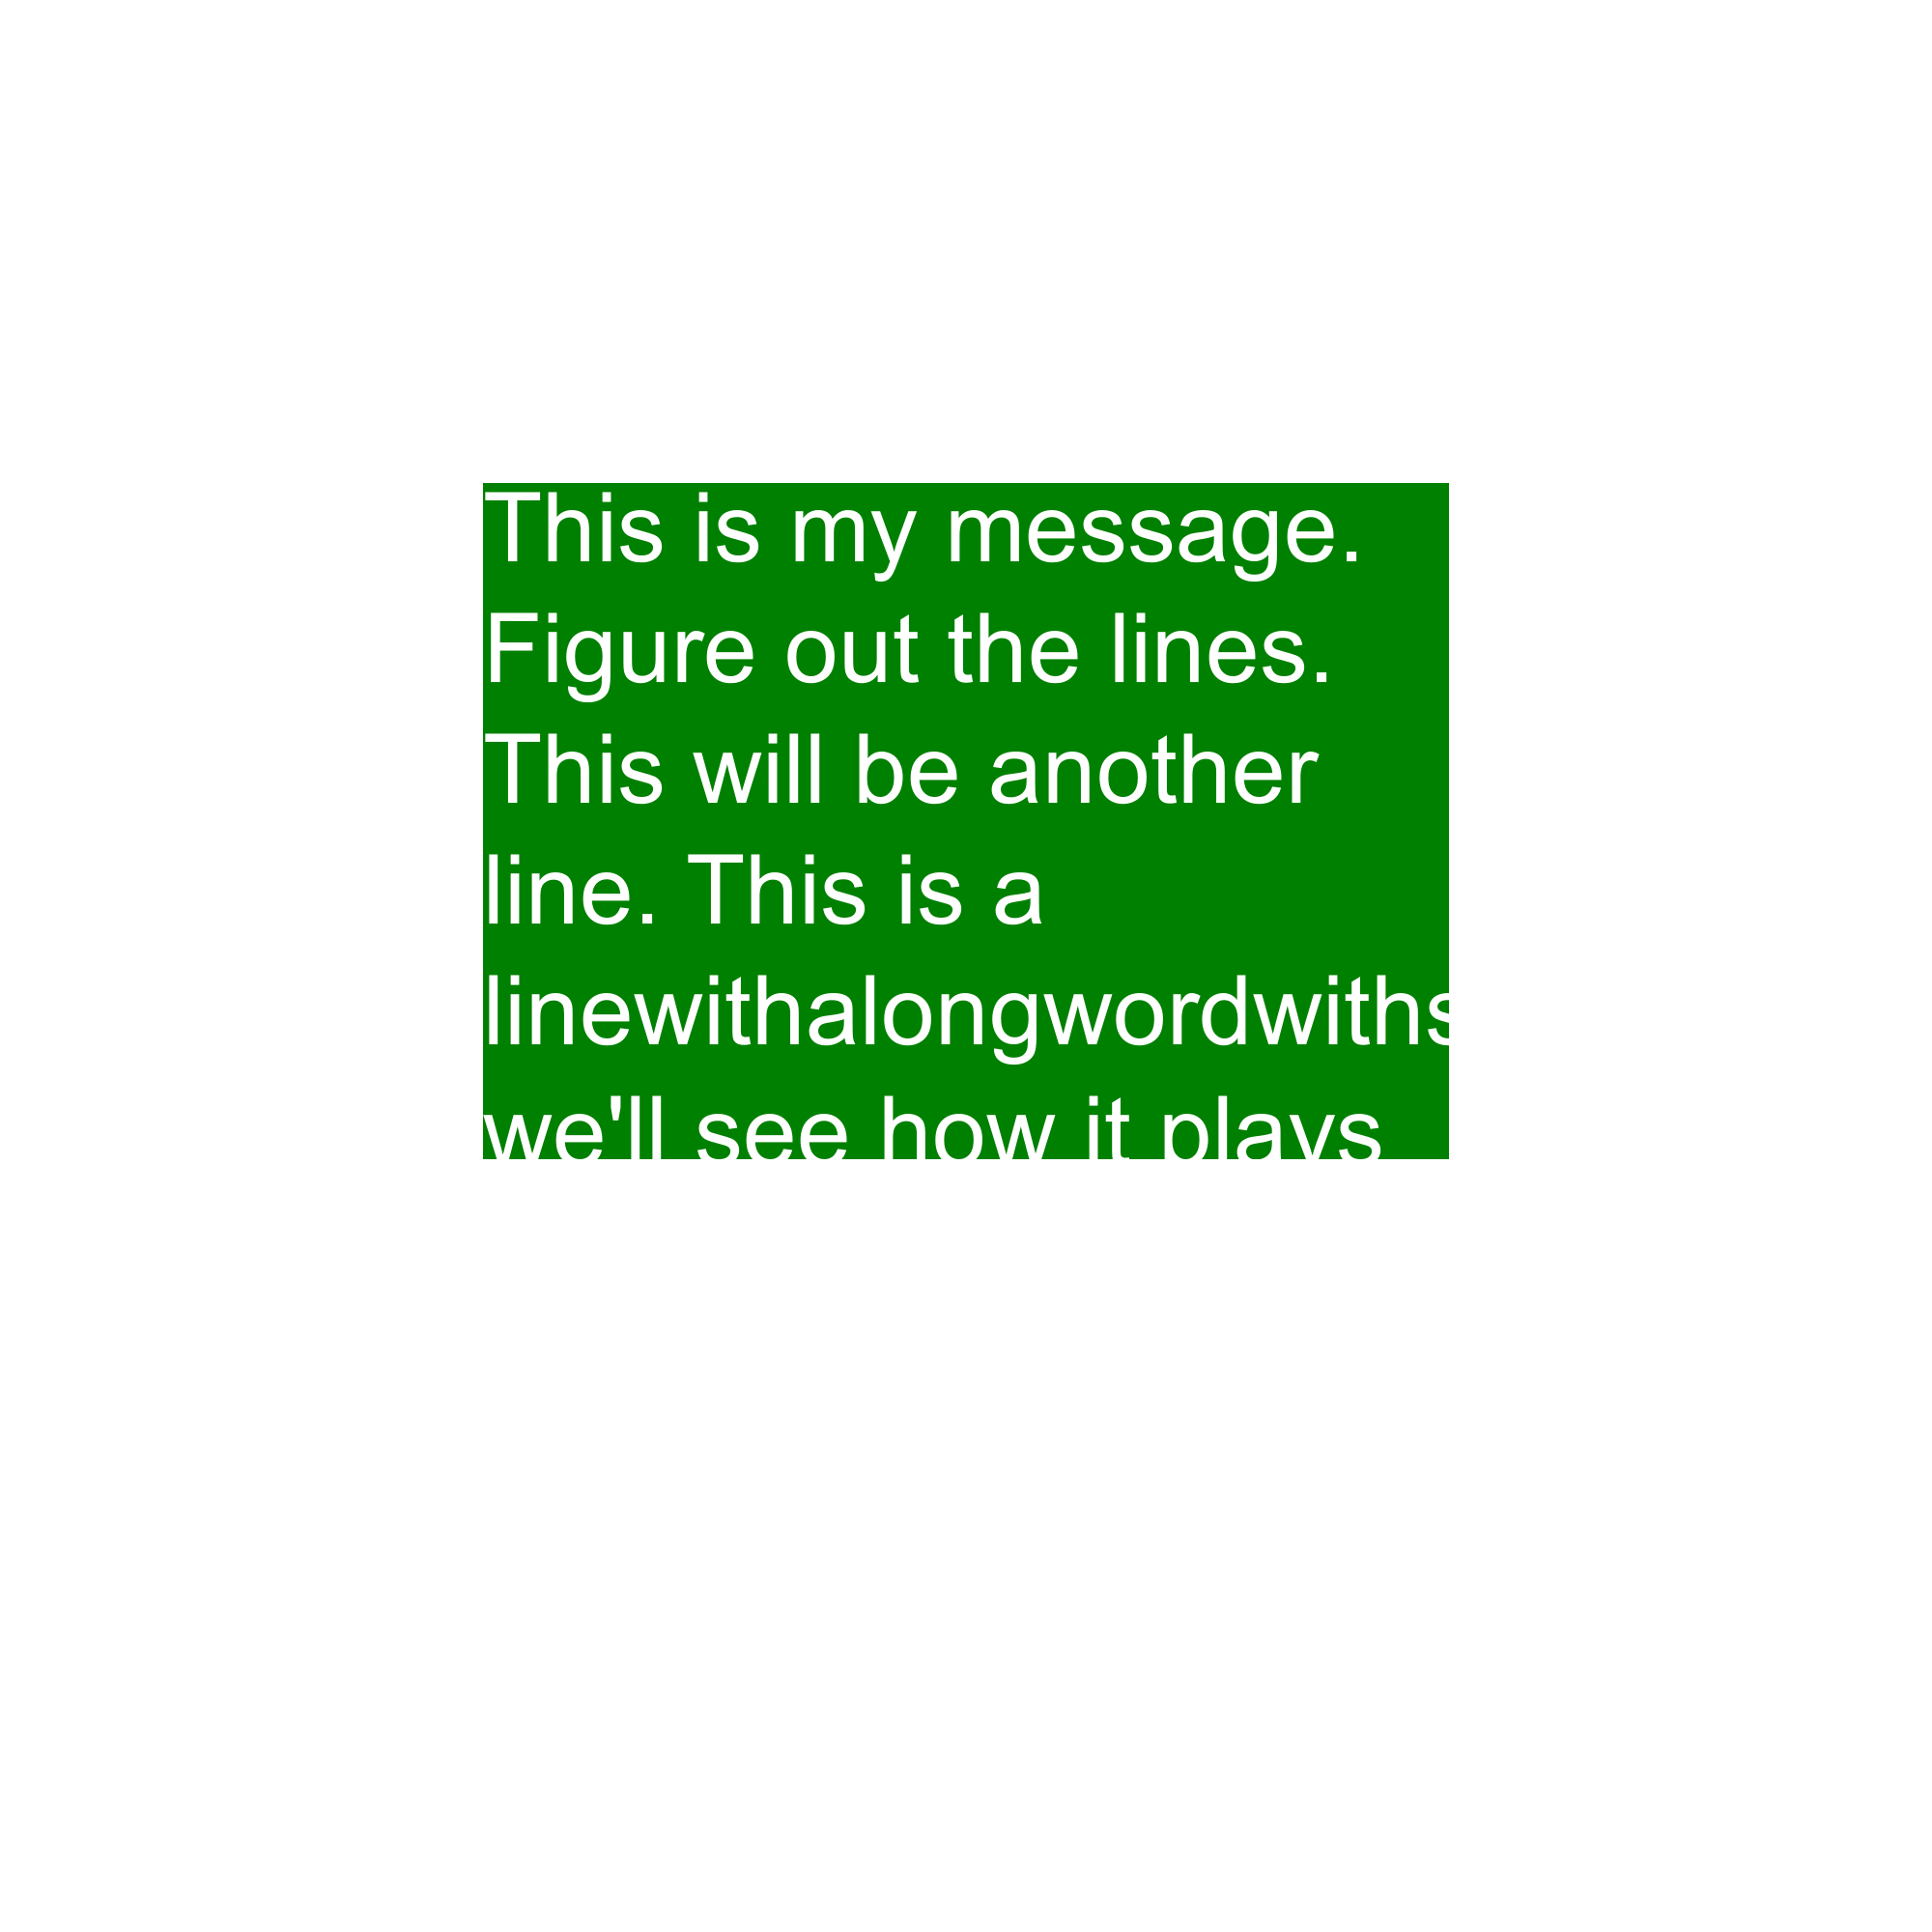 This is my message.
Figure out the lines.
This will be another
line. This is a
linewithalongwordwiths
we'll see how it plays